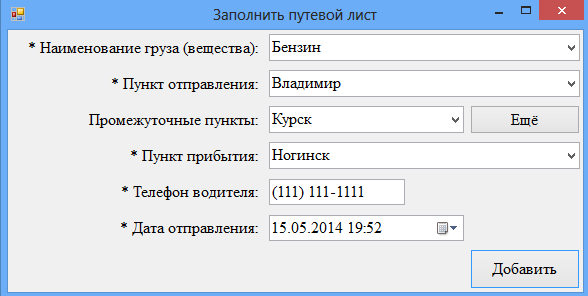 Заполнить путевой лист
* Наименование груза (вещества): Бензин
* Пункт отправления: Владимир
Промежуточные пункты: Курск Ещё
* Пункт прибытия: Ногинск
* Телефон водителя: (111) 111-1111
* Дата отправления: 15.05.2014 19:52
Добавить